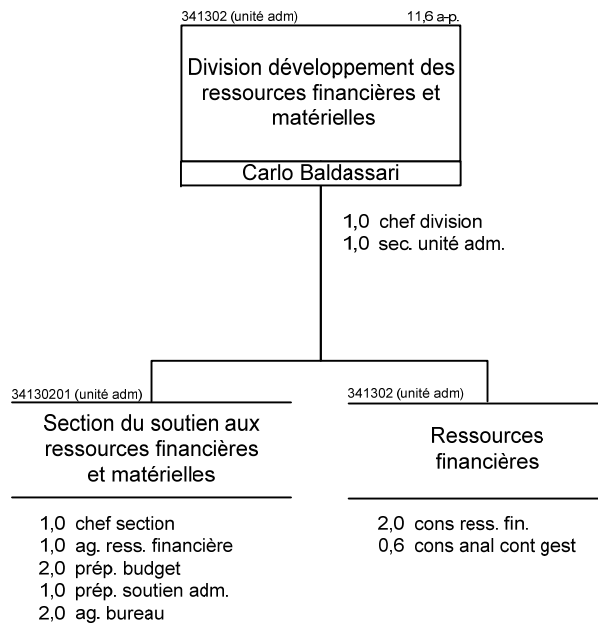 341302 (unité adm) 11,6 a-p.
Division développement des
ressources financières et
matérielles
Carlo Baldassari
1,0 chef division
1,0 sec. unité adm.
34130201 (unité adm)
Section du soutien aux
ressources financières
et matérielles
1,0 chef section
1,0 ag. ress. financière
2,0 prép. budget
1,0 prép. soutien adm.
2,0 ag. bureau
341302 (unité adm)
Ressources
financières
2,0 cons ress. fin.
0,6 cons anal cont gest